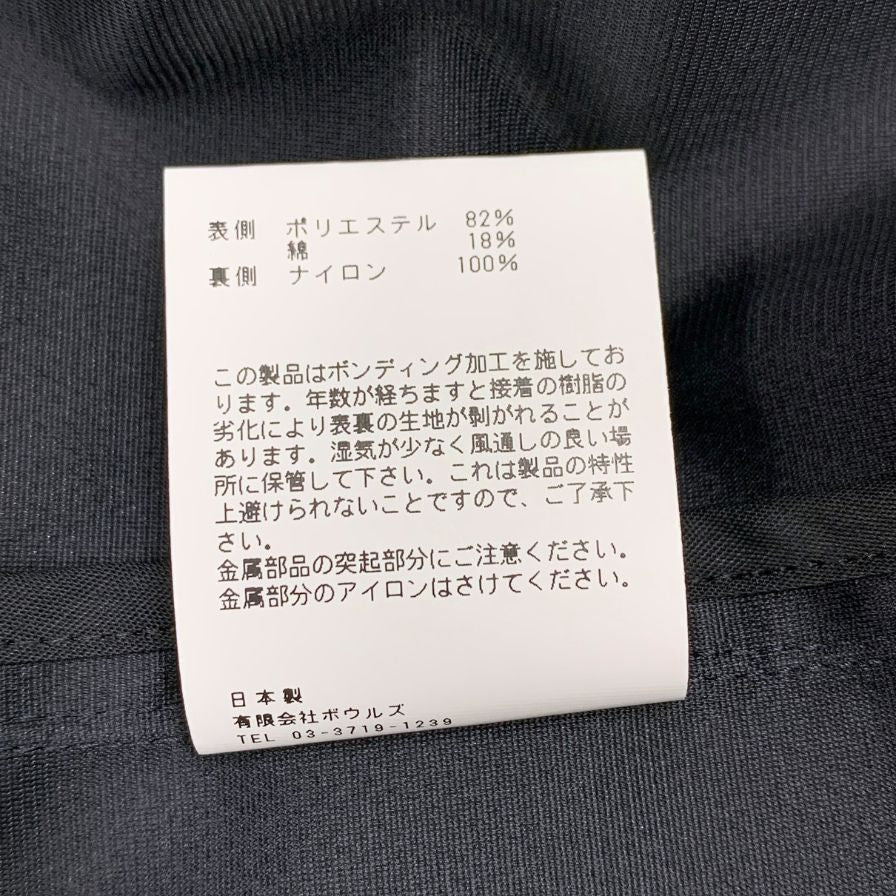 表側 ポリエステル 82%
綿 18%
裏側 ナイロン 100%
この製品はボンディング加工を施してお
ります。年数が経ちますと接着の樹脂の
劣化により表裏の生地が剥がれることが
あります。湿気が少なく風通しの良い場
所に保管して下さい。これは製品の特性
上避けられないことですので、ご了承下
さい。
金属部品の突起部分にご注意ください。
金属部分のアイロンはさけてください。
日本製
有限会社ボウルズ
TEL 03-3719-1239